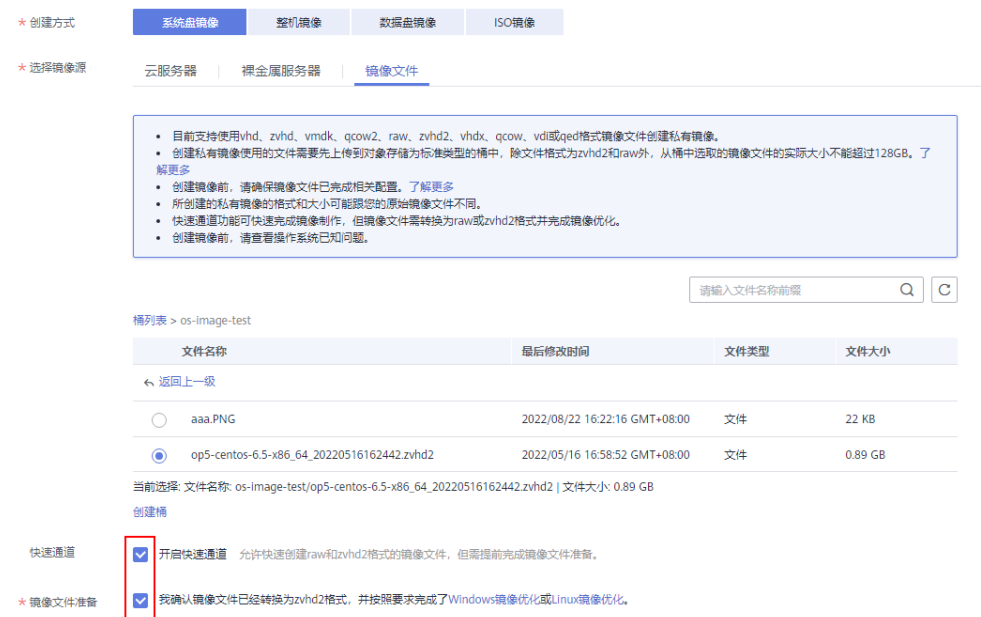 * 创建方式 系统盘镜像 整机镜像 数据盘镜像 ISO镜像
* 选择镜像源 云服务器 裸金属服务器 镜像文件
• 目前支持使用vhd、zvhd、vmdk、qcow2、raw、zvhd2、vhdx、qcow、vdi或qed格式镜像文件创建私有镜像。
• 创建私有镜像使用的文件需要先上传到对象存储为标准类型的桶中，除文件格式为zvhd2和raw外，从桶中选取的镜像文件的实际大小不能超过128GB。了
解更多
• 创建镜像前，请确保镜像文件已完成相关配置。了解更多
• 所创建的私有镜像的格式和大小可能跟您的原始镜像文件不同。
• 快速通道功能可快速完成镜像制作，但镜像文件需转换为raw或zvhd2格式并完成镜像优化。
• 创建镜像前，请查看操作系统已知问题。
请输入文件名称前缀
桶列表 > os-image-test
文件名称 最后修改时间 文件类型 文件大小
返回上一级
aaa.PNG 2022/08/22 16:22:16 GMT+08:00 文件 22 KB
op5-centos-6.5-x86_64_20220516162442.zvhd2 2022/05/16 16:58:52 GMT+08:00 文件 0.89 GB
当前选择: 文件名称: os-image-test/op5-centos-6.5-x86_64_20220516162442.zvhd2 | 文件大小: 0.89 GB
创建桶
快速通道 开启快速通道 允许快速创建raw和zvhd2格式的镜像文件，但需提前完成镜像文件准备。
* 镜像文件准备 我确认镜像文件已经转换为zvhd2格式，并按照要求完成了Windows镜像优化或Linux镜像优化。